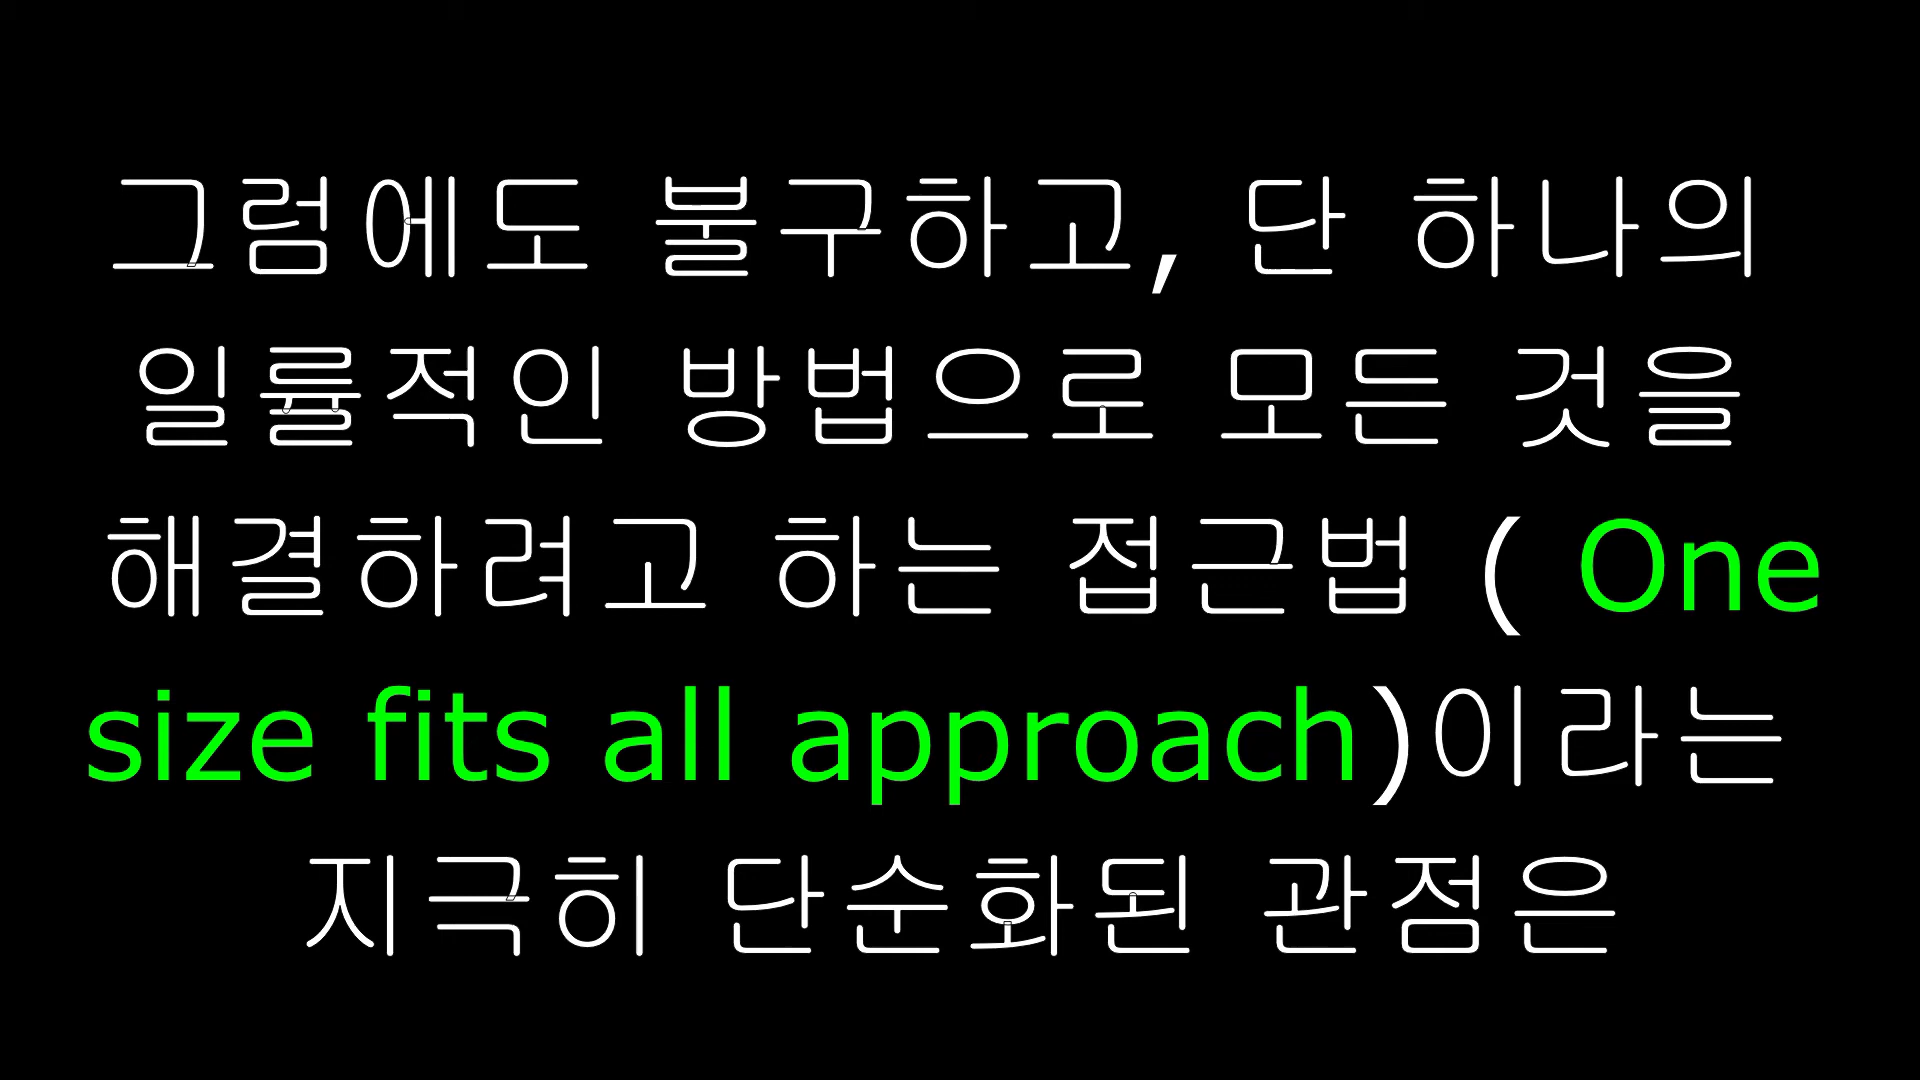 그럼에도 불구하고, 단 하나의
일률적인 방법으로 모든 것을
해결하려고 하는 접근법 ( One
size fits all approach)이라는
지극히 단순화된 관점은